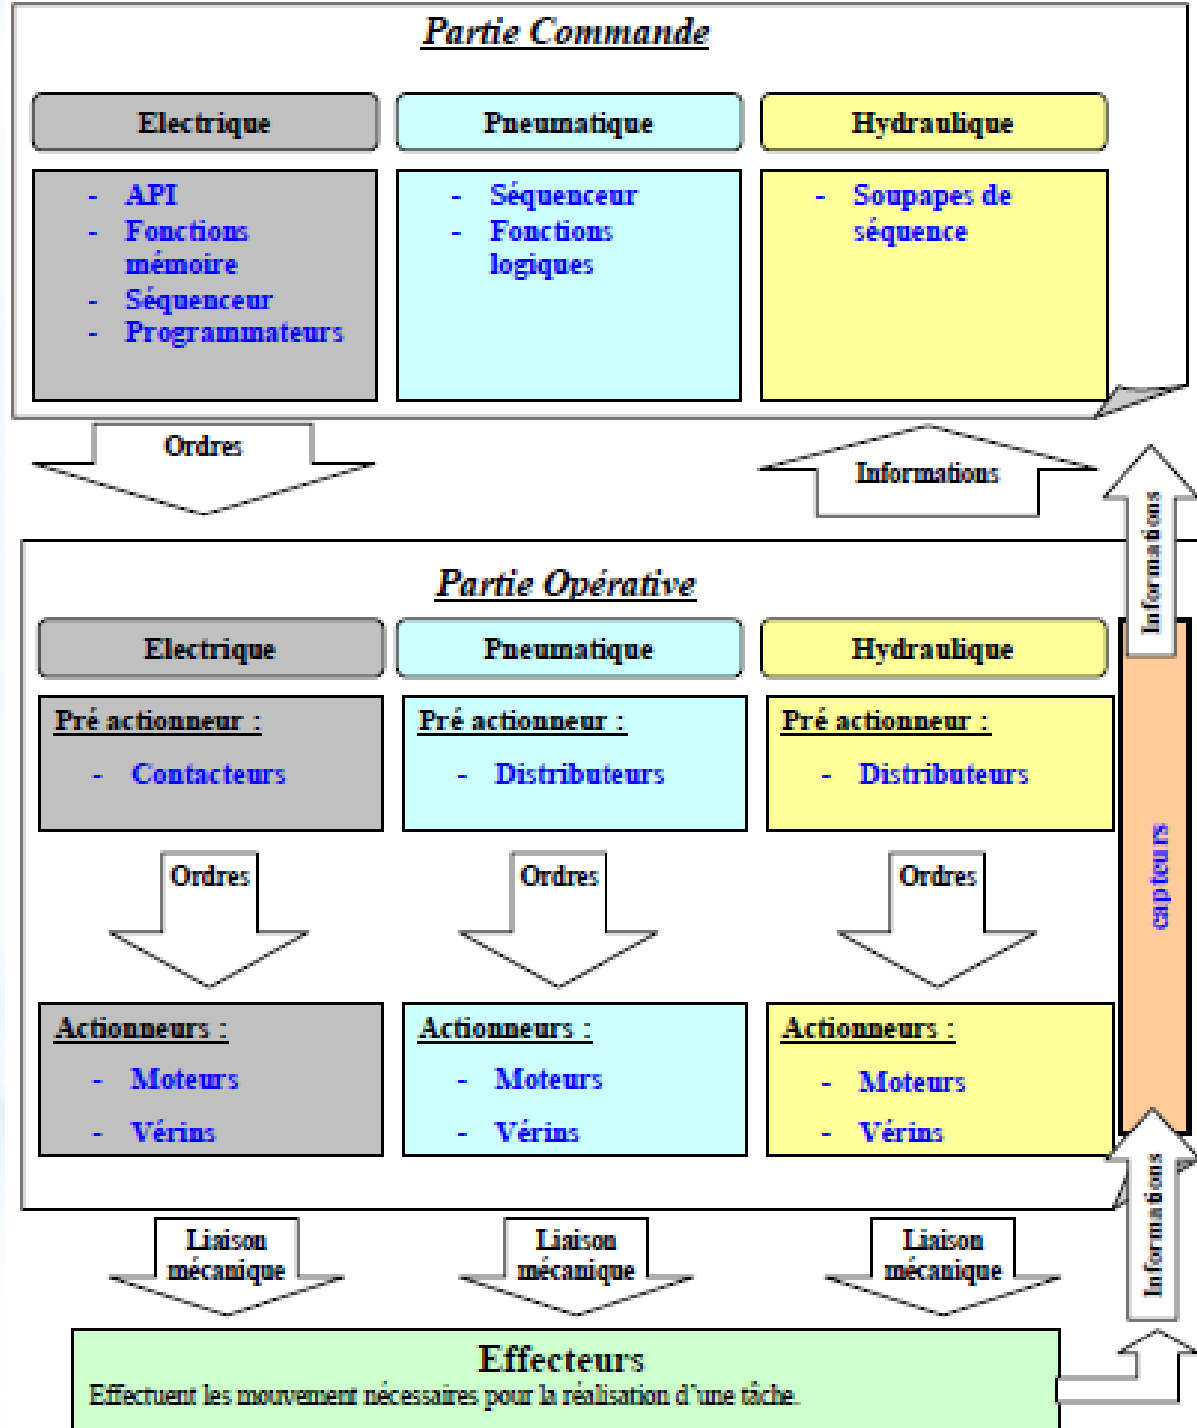 Partie Commande
Electrique
Pneumatique
Hydraulique
- API
- Fonctions
mémoire
- Séquenceur
- Programmateurs
- Séquenceur
- Fonctions
logiques
- Soupapes de
séquence
Ordres
Informations
Informations
Partie Opérative
Electrique
Pneumatique
Hydraulique
Pré actionneur :
- Contacteurs
Pré actionneur :
- Distributeurs
Pré actionneur :
- Distributeurs
capteurs
Ordres
Ordres
Ordres
Actionneurs :
- Moteurs
- Vérins
Actionneurs :
- Moteurs
- Vérins
Actionneurs :
- Moteurs
- Vérins
Liaison
mécanique
Liaison
mécanique
Liaison
mécanique
Informations
Effecteurs
Effectuent les mouvement nécessaires pour la réalisation d'une tâche.